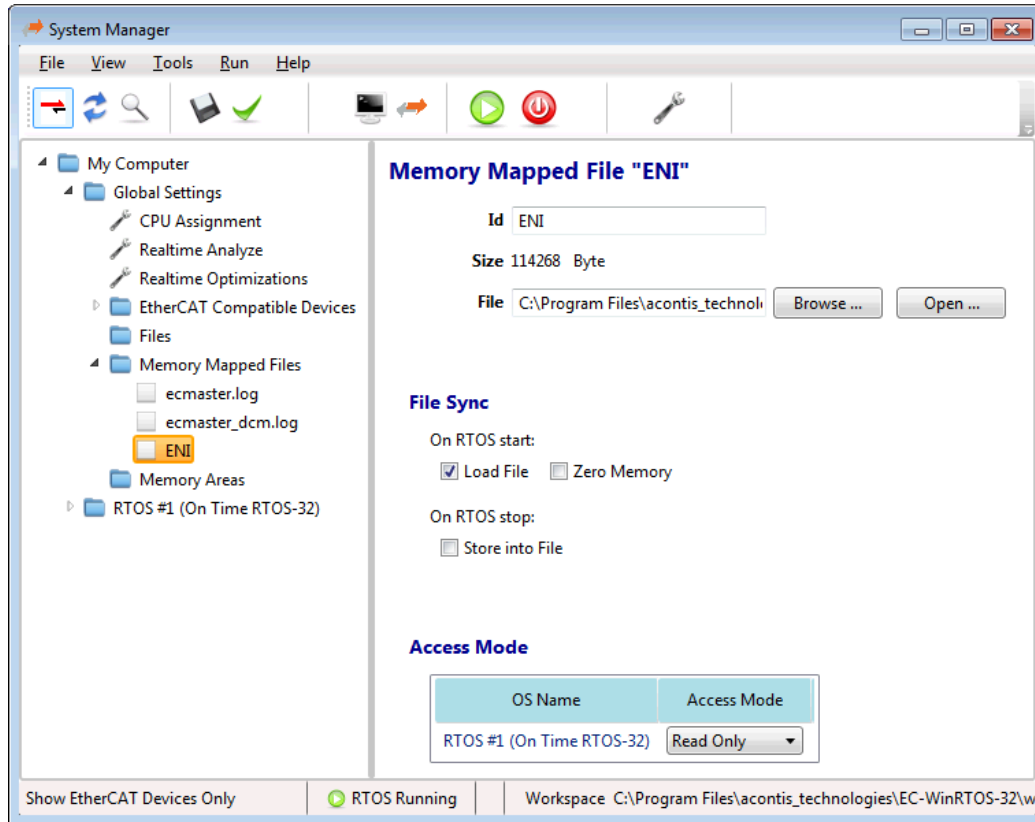 System Manager
File View Tools Run Help
My Computer
Global Settings
CPU Assignment
Realtime Analyze
Realtime Optimizations
EtherCAT Compatible Devices
Files
Memory Mapped Files
ecmaster.log
ecmaster_dcm.log
ENI
Memory Areas
RTOS #1 (On Time RTOS-32)
Memory Mapped File "ENI"
Id ENI
Size 114268 Byte
File C:\Program Files\acontis_technol Browse ... Open ...
File Sync
On RTOS start:
Load File Zero Memory
On RTOS stop:
Store into File
Access Mode
OS Name Access Mode
RTOS #1 (On Time RTOS-32) Read Only
Show EtherCAT Devices Only RTOS Running Workspace C:\Program Files\acontis_technologies\EC-WinRTOS-32\w